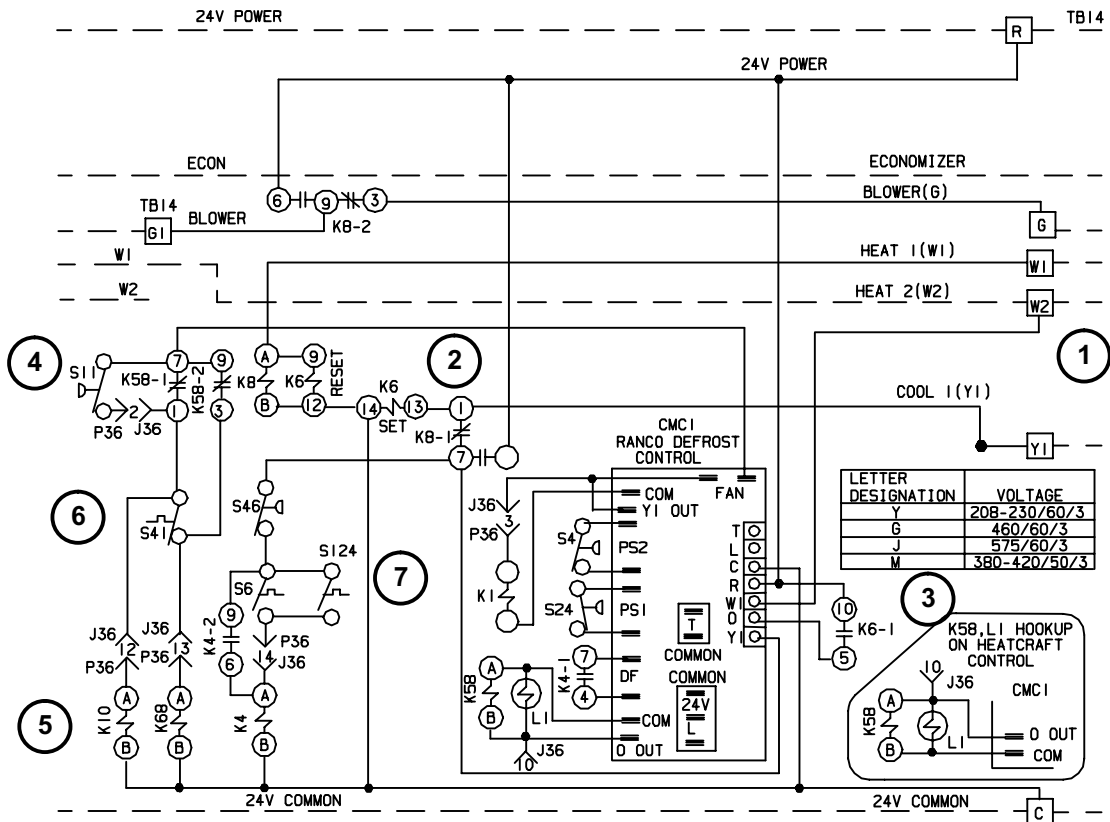 24V POWER
TB14
R
24V POWER
ECON
ECONOMIZER
6
9
3
BLOWER(G)
TB14
G1
BLOWER
K8-2
G
W1
HEAT 1(W1)
W1
W2
HEAT 2(W2)
W2
4
S11
7
K58-1
K58-2
9
A
9
RESET
K8
K6
2
1
1
3
B
12
14
K6
13
1
COOL 1(Y1)
P36
2
J36
SET
K8-1
7
Y1
CMC1
RANCO DEFROST
CONTROL
COM
FAN
Y1 OUT
J36
3
P36
LETTER
DESIGNATION
VOLTAGE
Y
208-230/60/3
G
460/60/3
J
575/60/3
M
380-420/50/3
6
S41
S46
S6
S124
7
S4
PS2
K1
S24
PS1
T
L
C
R
W1
O
Y1
T
COMMON
10
K6-1
5
3
K58,L1 HOOKUP
ON HEATCRAFT
CONTROL
10
J36
CMC1
K58
A
B
L1
O OUT
COM
K4-2
9
6
J36
12
P36
J36
13
P36
P36
14
J36
K58
A
B
L1
K4-1
7
4
DF
COMMON
24V
L
COM
O OUT
J36
10
5
K10
A
B
K68
A
B
K4
A
B
24V COMMON
24V COMMON
C